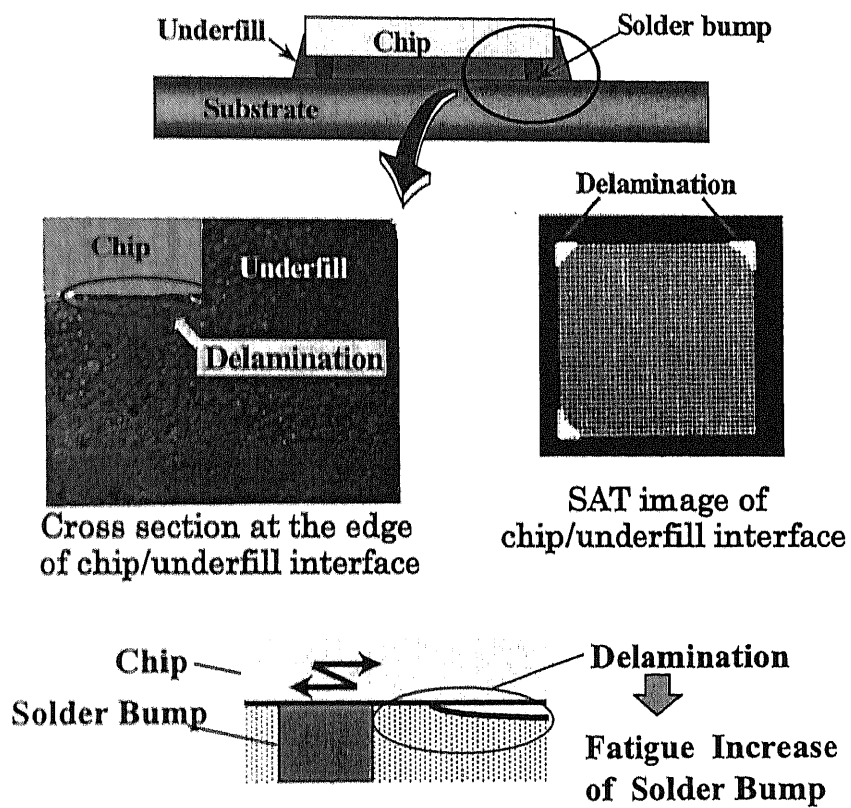 Underfill
Chip
Solder bump
Substrate
Delamination
Chip
Underfill
Delamination
Cross section at the edge
of chip/underfill interface
SAT image of
chip/underfill interface
Chip
Solder Bump
Delamination
Fatigue Increase
of Solder Bump